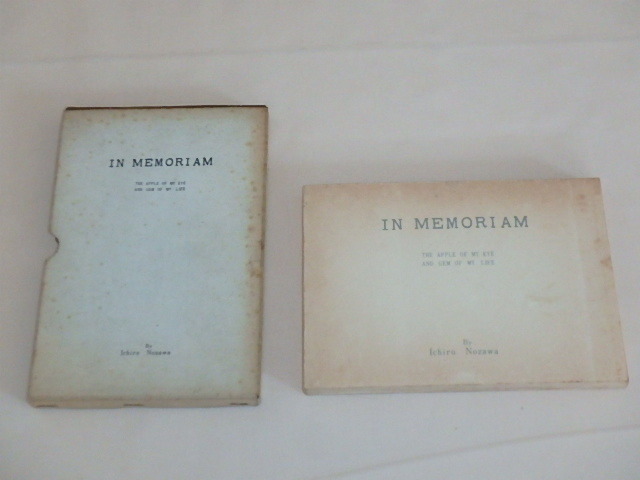 IN MEMORIAM
THE APPLE OF MY EYE
AND GEM OF MY LIFE
By
Ichiro Nozawa
IN MEMORIAM
THE APPLE OF MY EYE
AND GEM OF MY LIFE
By
Ichiro Nozawa